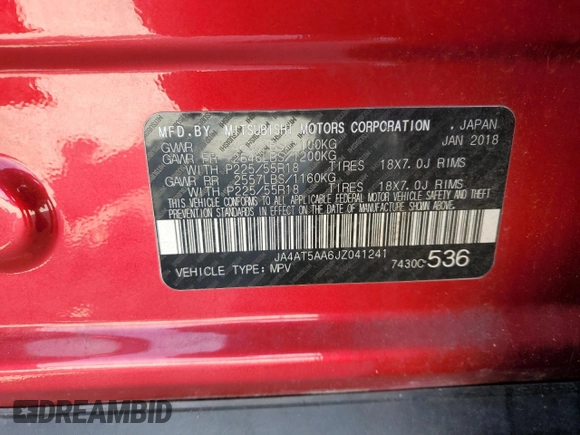 MFD.BY MITSUBISHI MOTORS CORPORATION , JAPAN
GVWR JAN 2018
GAWR FR 2646LBS/1200KG
WITH P225/55R18 TIRES 18X7.0J RIMS
GAWR RR 2557LBS/1160KG
WITH P225/55R18 TIRES 18X7.0J RIMS
THIS VEHICLE CONFORMS TO ALL APPLICABLE FEDERAL MOTOR VEHICLE SAFETY AND
THEFT PREVENTION STANDARDS IN EFFECT ON THE DATE OF MANUFACTURE SHOWN ABOVE.
JA4AT5AA6JZ041241
VEHICLE TYPE: MPV 7430C 536
DREAMBID